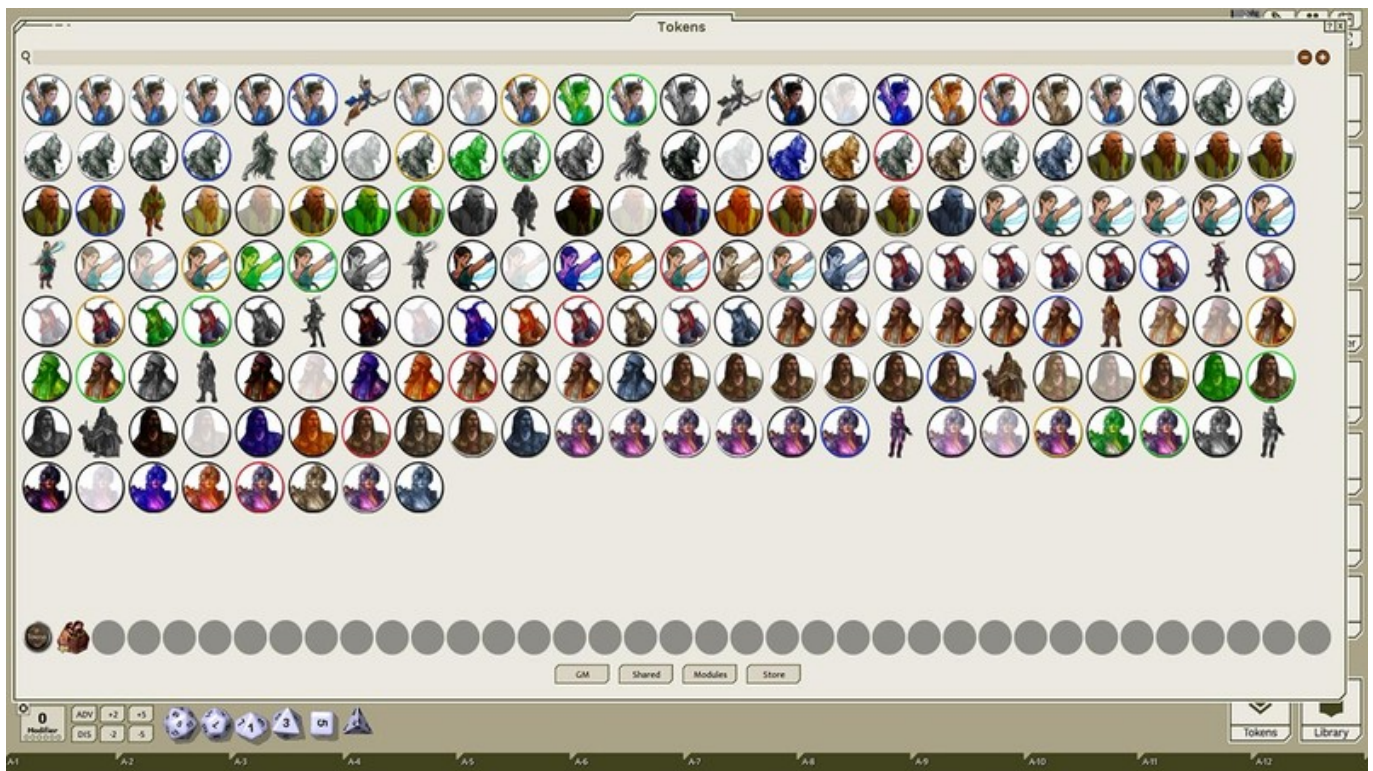 Tokens
? X
GM Shared Modules Store
0
Modifier
ADV +2 +5
DIS -2 -5
1 3 5
Tokens Library
A-1 A-2 A-3 A-4 A-6 A-7 A-8 A-9 A-10 A-11 A-12